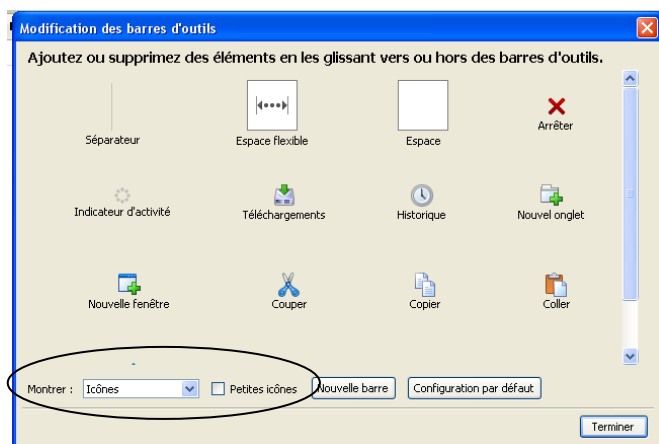 Modification des barres d'outils
Ajoutez ou supprimez des éléments en les glissant vers ou hors des barres d'outils.
Séparateur
Espace flexible
Espace
Arrêter
Indicateur d'activité
Téléchargements
Historique
Nouvel onglet
Nouvelle fenêtre
Couper
Copier
Coller
Montrer : Icônes Petites icônes Nouvelle barre Configuration par défaut
Terminer